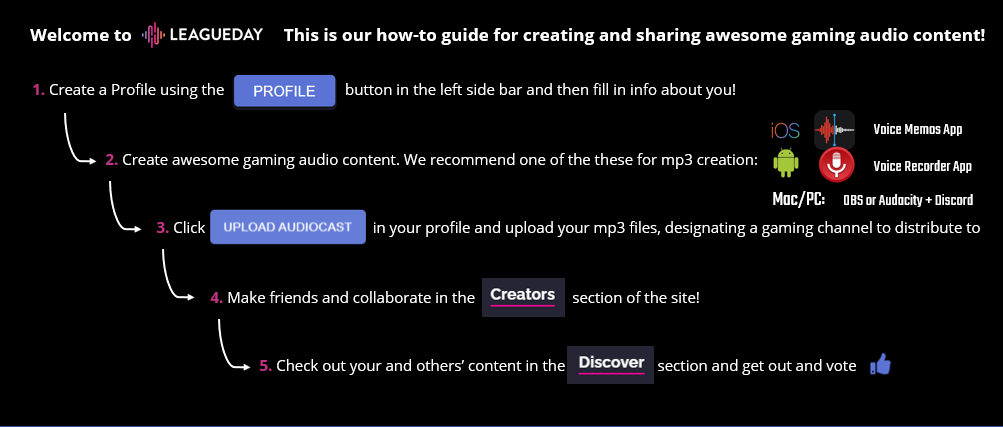 Welcome to LEAGUEDAY This is our how-to guide for creating and sharing awesome gaming audio content!
1. Create a Profile using the PROFILE button in the left side bar and then fill in info about you!
iOS Voice Memos App
2. Create awesome gaming audio content. We recommend one of the these for mp3 creation: Voice Recorder App
Mac/PC: OBS or Audacity + Discord
3. Click UPLOAD AUDIOCAST in your profile and upload your mp3 files, designating a gaming channel to distribute to
4. Make friends and collaborate in the Creators section of the site!
5. Check out your and others' content in the Discover section and get out and vote